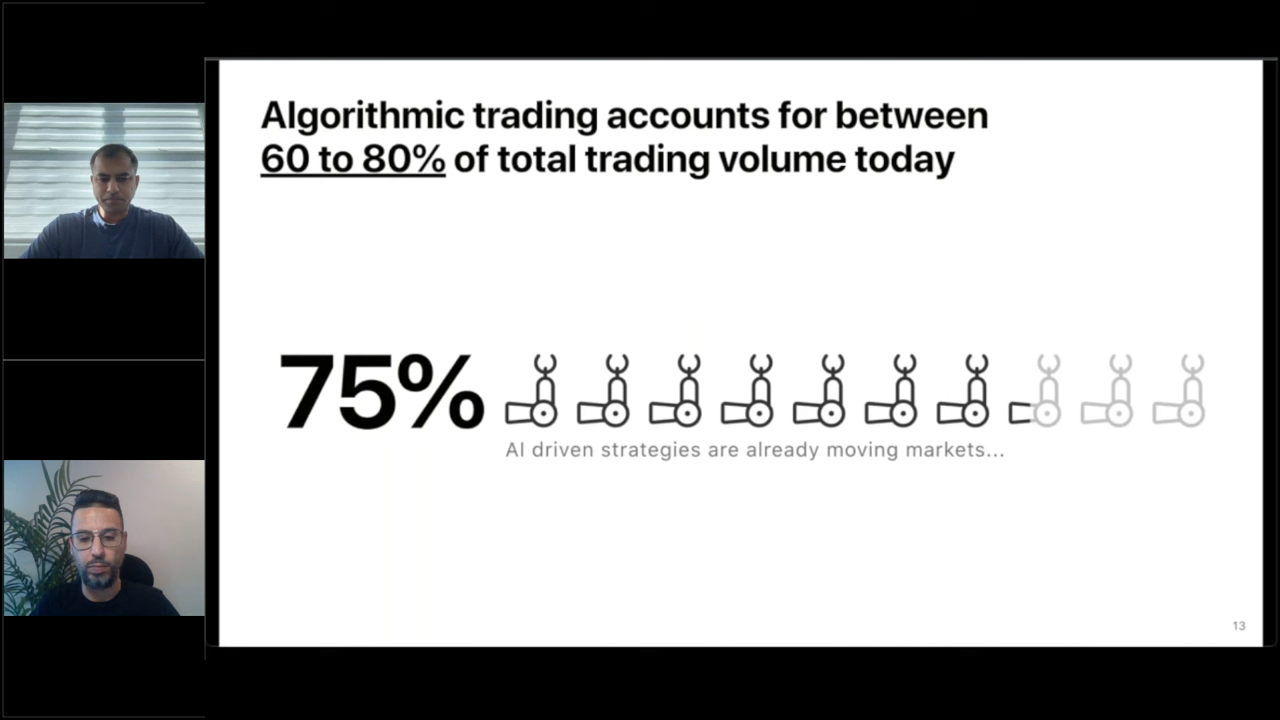 Algorithmic trading accounts for between
60 to 80% of total trading volume today
75%
AI driven strategies are already moving markets...
13